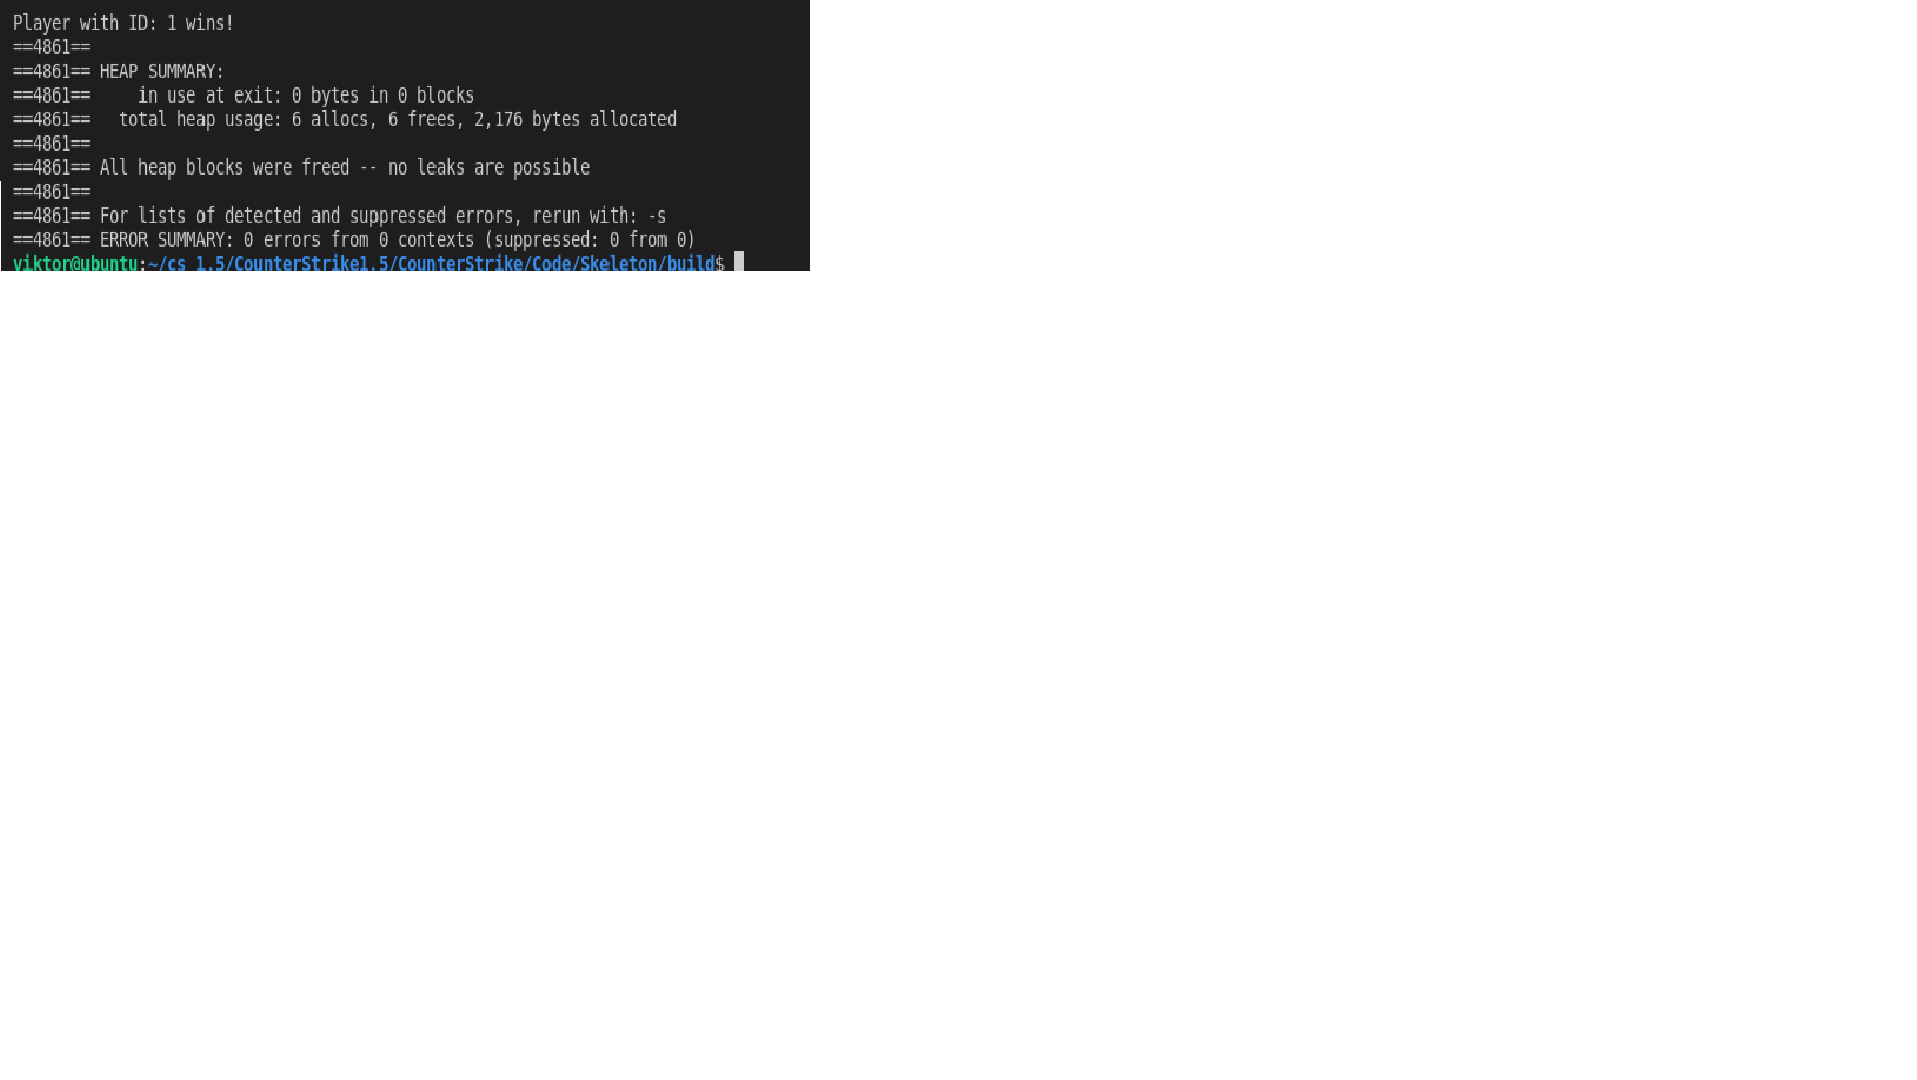 Player with ID: 1 wins!
==4861==
==4861== HEAP SUMMARY:
==4861==     in use at exit: 0 bytes in 0 blocks
==4861==   total heap usage: 6 allocs, 6 frees, 2,176 bytes allocated
==4861==
==4861== All heap blocks were freed -- no leaks are possible
==4861==
==4861== For lists of detected and suppressed errors, rerun with: -s
==4861== ERROR SUMMARY: 0 errors from 0 contexts (suppressed: 0 from 0)
viktor@ubuntu:~/cs_1.5/CounterStrike1.5/CounterStrike/Code/Skeleton/build$